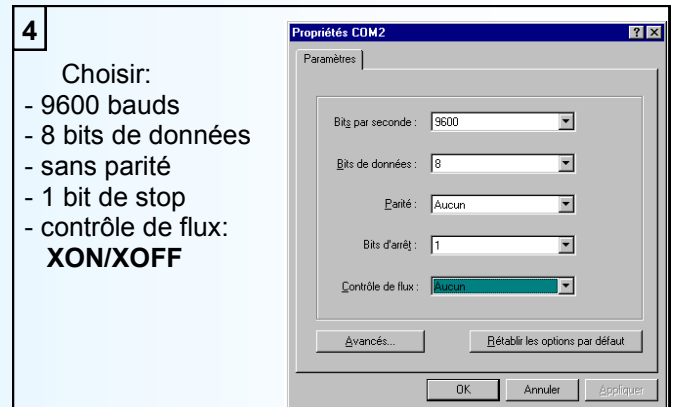 4
Choisir:
- 9600 bauds
- 8 bits de données
- sans parité
- 1 bit de stop
- contrôle de flux:
XON/XOFF
Propriétés COM2
Paramètres
Bits par seconde : 9600
Bits de données : 8
Parité : Aucun
Bits d'arrêt : 1
Contrôle de flux : Aucun
Avancés... Rétablir les options par défaut
OK Annuler Appliquer